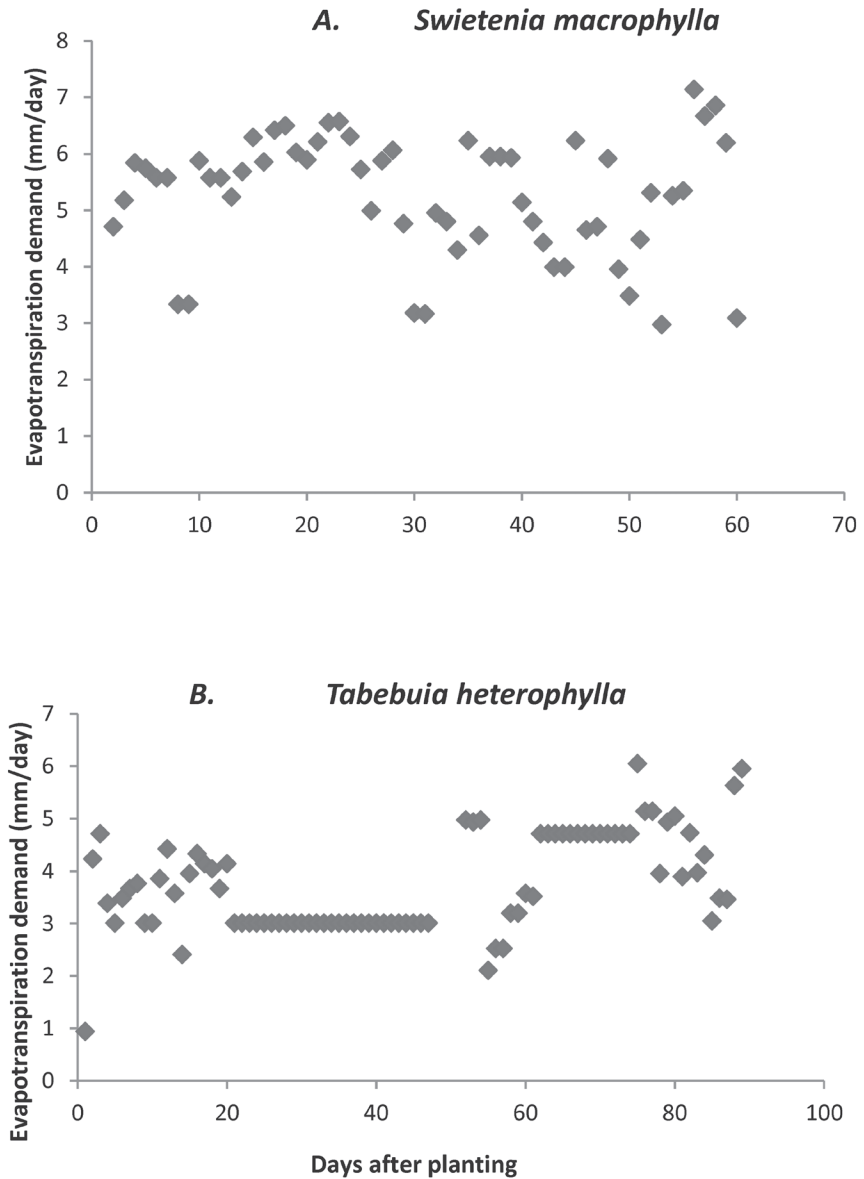 A. Swietenia macrophylla
Evapotranspiration demand (mm/day)
8
7
6
5
4
3
2
1
0
0 10 20 30 40 50 60 70
B. Tabebuia heterophylla
Evapotranspiration demand (mm/day)
7
6
5
4
3
2
1
0
0 20 40 60 80 100
Days after planting